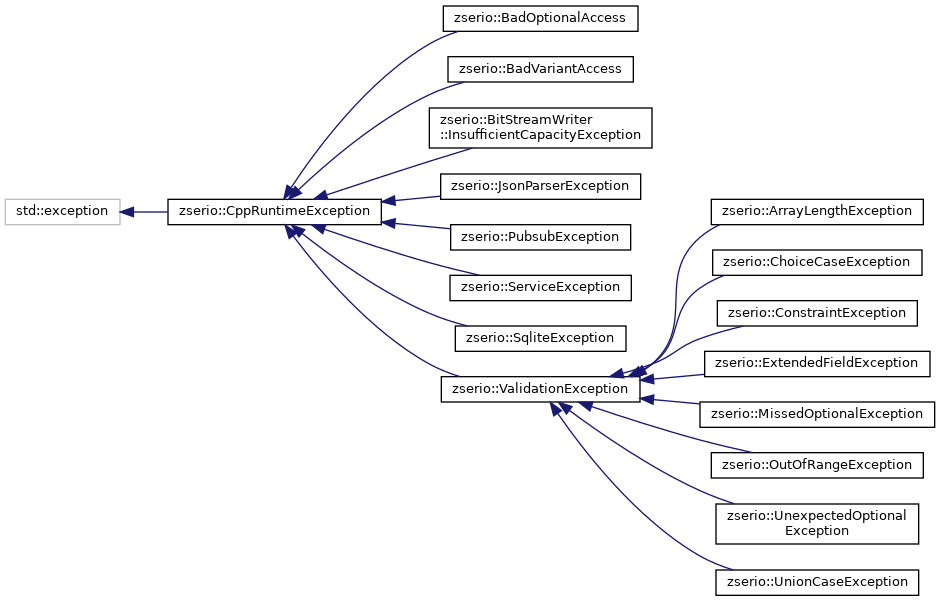 zserio::BadOptionalAccess
zserio::BadVariantAccess
zserio::BitStreamWriter
::InsufficientCapacityException
zserio::JsonParserException
std::exception
zserio::CppRuntimeException
zserio::ArrayLengthException
zserio::PubsubException
zserio::ChoiceCaseException
zserio::ServiceException
zserio::ConstraintException
zserio::SqliteException
zserio::ExtendedFieldException
zserio::ValidationException
zserio::MissedOptionalException
zserio::OutOfRangeException
zserio::UnexpectedOptional
Exception
zserio::UnionCaseException